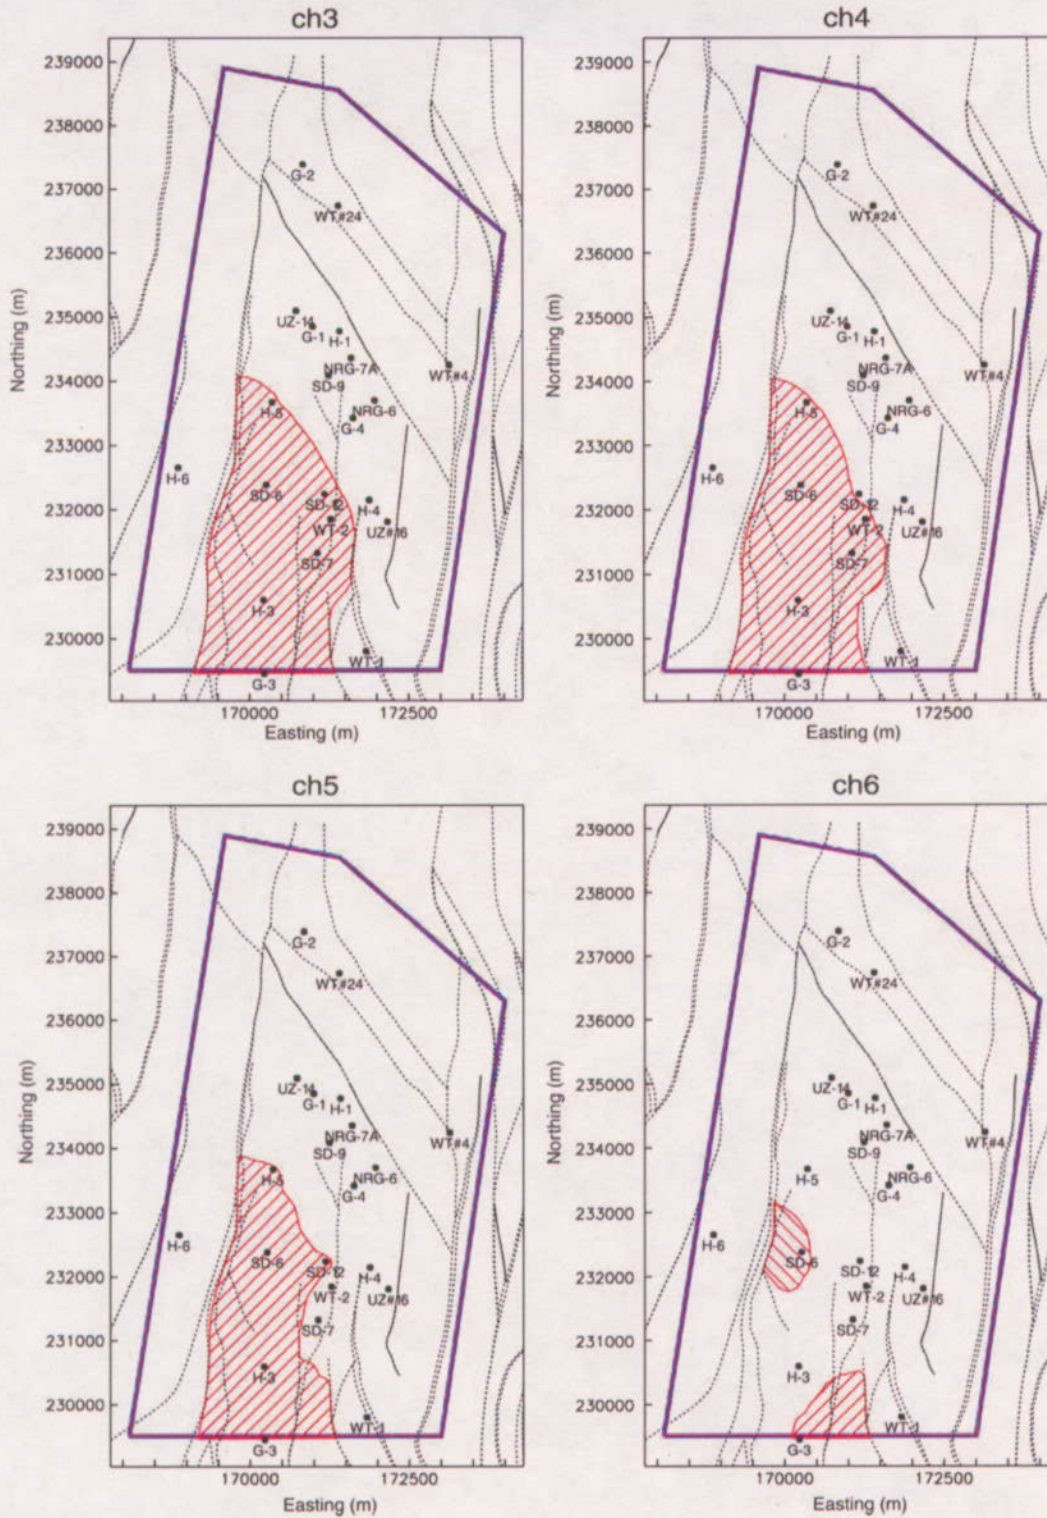 ch3
239000
238000
237000
236000
235000
234000
233000
232000
231000
230000
Northing (m)
G-2
WT#24
UZ-14
G-1
H-1
NRG-7A
SD-9
WT#4
H-5
NRG-6
G-4
H-6
SD-6
SD-12
H-4
WT-2
UZ#16
SD-7
H-3
WT-1
G-3
170000 172500
Easting (m)
ch4
239000
238000
237000
236000
235000
234000
233000
232000
231000
230000
Northing (m)
G-2
WT#24
UZ-14
G-1
H-1
NRG-7A
SD-9
WT#4
H-5
NRG-6
G-4
H-6
SD-6
SD-12
H-4
WT-2
UZ#16
SD-7
H-3
WT-1
G-3
170000 172500
Easting (m)
ch5
239000
238000
237000
236000
235000
234000
233000
232000
231000
230000
Northing (m)
G-2
WT#24
UZ-14
G-1
H-1
NRG-7A
SD-9
WT#4
H-5
NRG-6
G-4
H-6
SD-6
SD-12
H-4
WT-2
UZ#16
SD-7
H-3
WT-1
G-3
170000 172500
Easting (m)
ch6
239000
238000
237000
236000
235000
234000
233000
232000
231000
230000
Northing (m)
G-2
WT#24
UZ-14
G-1
H-1
NRG-7A
SD-9
WT#4
H-5
NRG-6
G-4
H-6
SD-6
SD-12
H-4
WT-2
UZ#16
SD-7
H-3
WT-1
G-3
170000 172500
Easting (m)